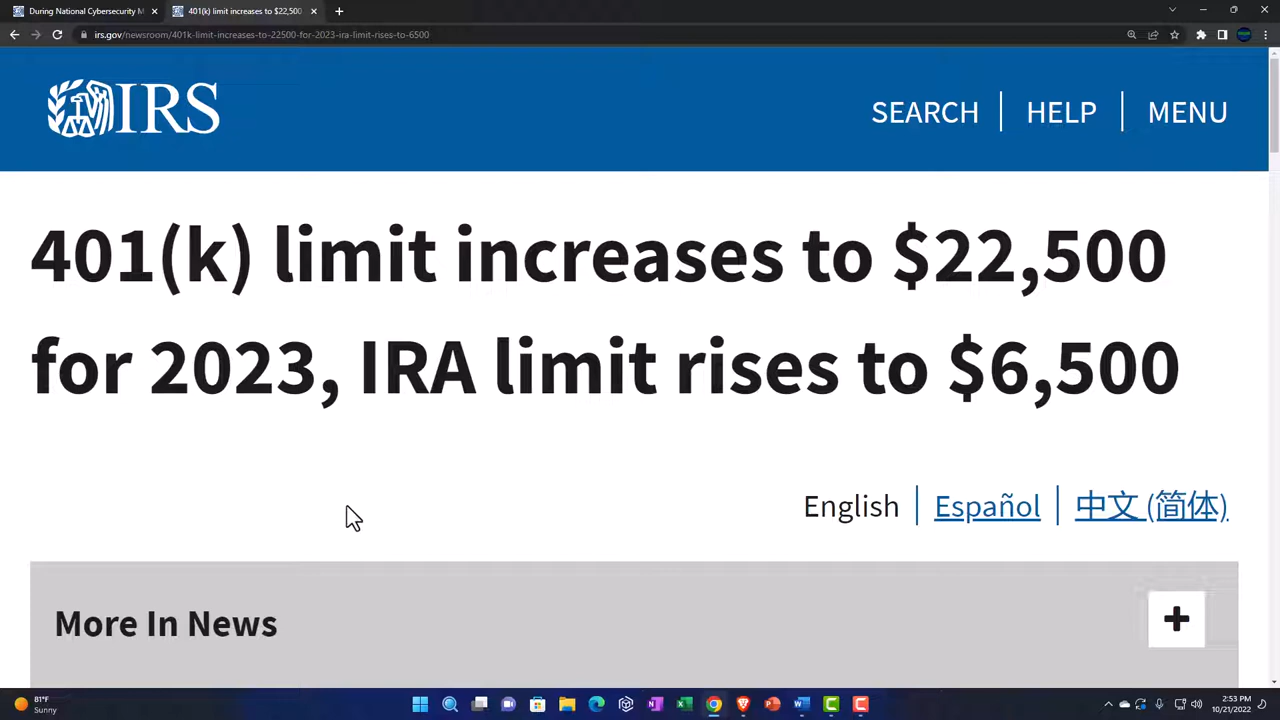 During National Cybersecurity M
401(k) limit increases to $22,500
irs.gov/newsroom/401k-limit-increases-to-22500-for-2023-ira-limit-rises-to-6500
IRS
SEARCH
HELP
MENU
401(k) limit increases to $22,500
for 2023, IRA limit rises to $6,500
English
Español
中文 (简体)
More In News
81°F
Sunny
2:53 PM
10/21/2022